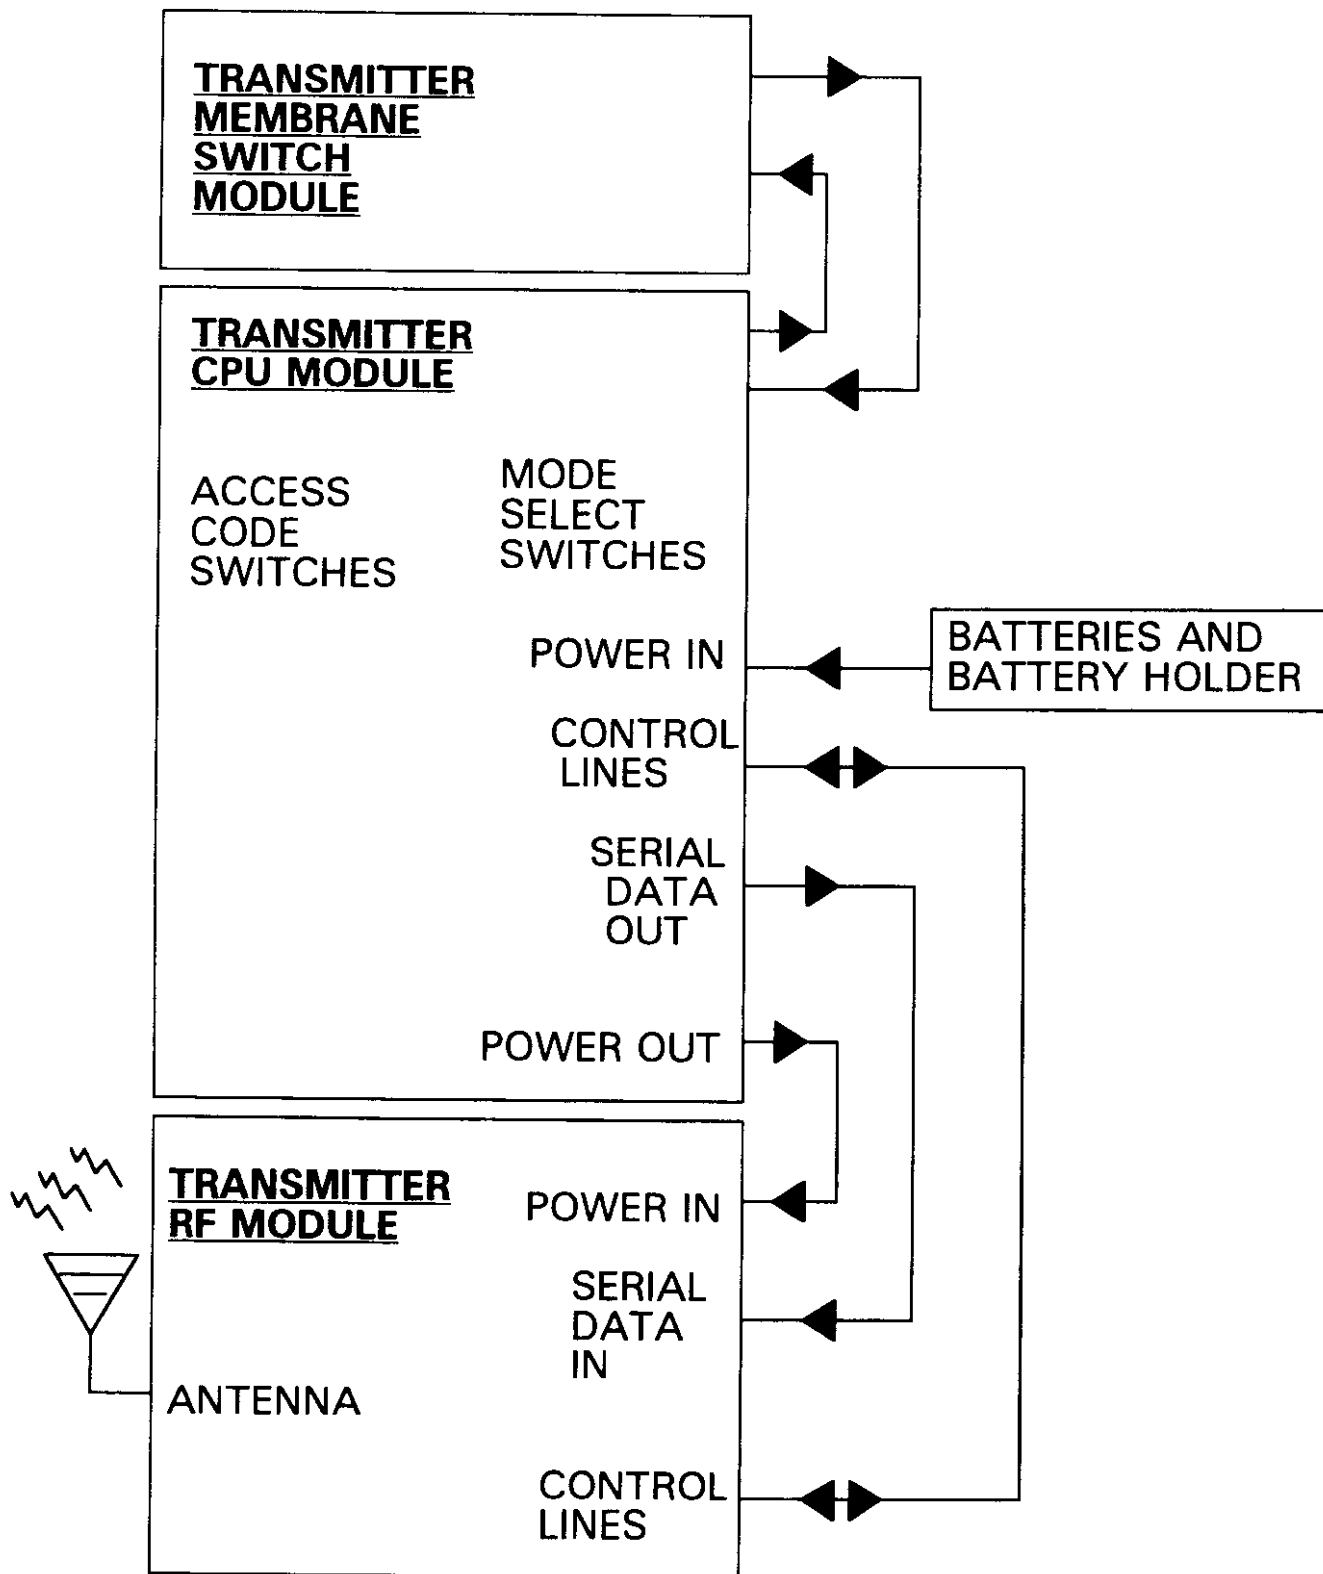 TRANSMITTER
MEMBRANE
SWITCH
MODULE
TRANSMITTER
CPU MODULE
ACCESS
CODE
SWITCHES
MODE
SELECT
SWITCHES
POWER IN
BATTERIES AND
BATTERY HOLDER
CONTROL
LINES
SERIAL
DATA
OUT
POWER OUT
TRANSMITTER
RF MODULE
POWER IN
SERIAL
DATA
IN
ANTENNA
CONTROL
LINES